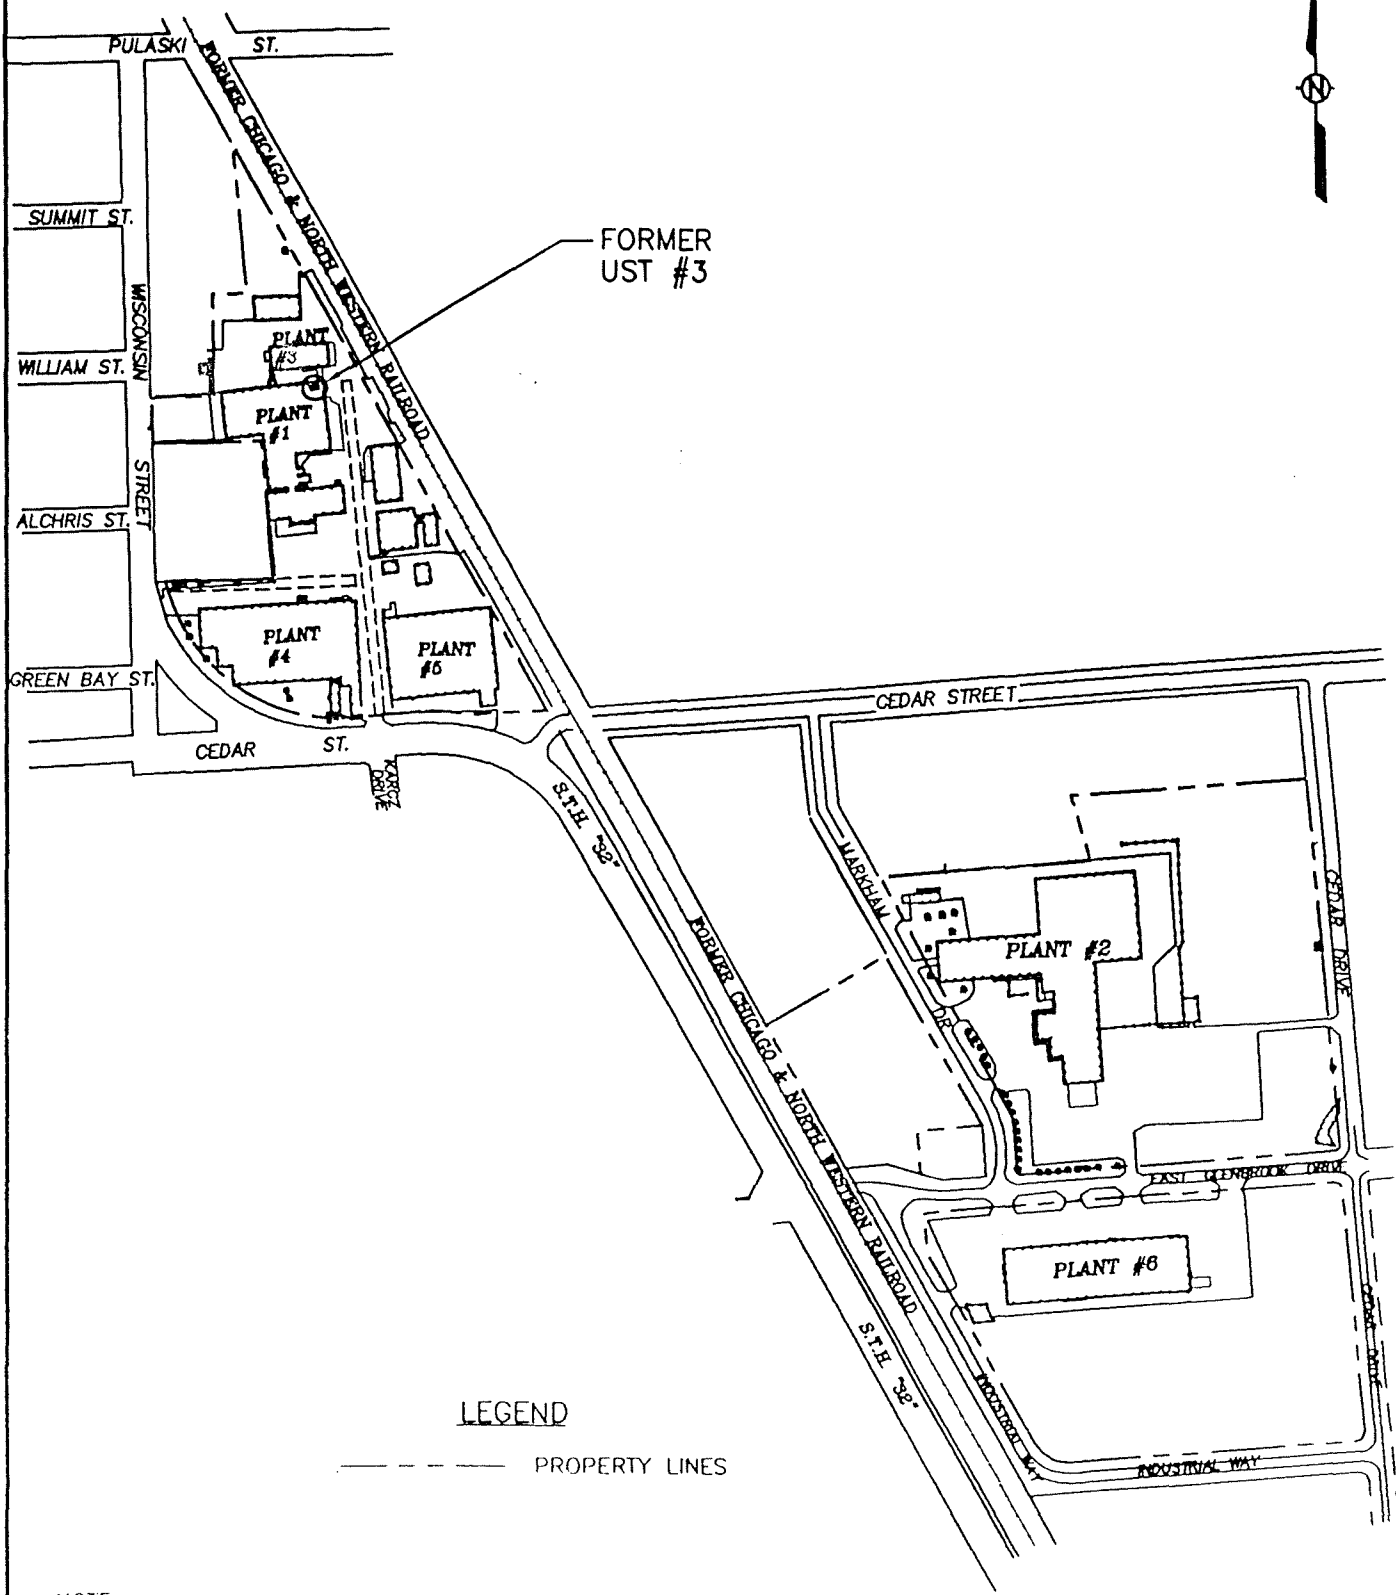 PULASKI ST.
N
FORMER CHICAGO & NORTH WESTERN RAILROAD
SUMMIT ST.
FORMER
UST #3
WISCONSIN STREET
PLANT
#3
WILLIAM ST.
PLANT
#1
ALCHRIS ST.
PLANT
#4
PLANT
#5
GREEN BAY ST.
CEDAR STREET
CEDAR ST.
KARCZ
DRIVE
S.T.H. "32"
MARKHAM DR.
CEDAR DRIVE
PLANT #2
FORMER CHICAGO & NORTH WESTERN RAILROAD
EAST GLENBROOK DRIVE
PLANT #6
CEDAR DRIVE
S.T.H. "32"
INDUSTRIAL WAY
LEGEND
PROPERTY LINES
INDUSTRIAL WAY